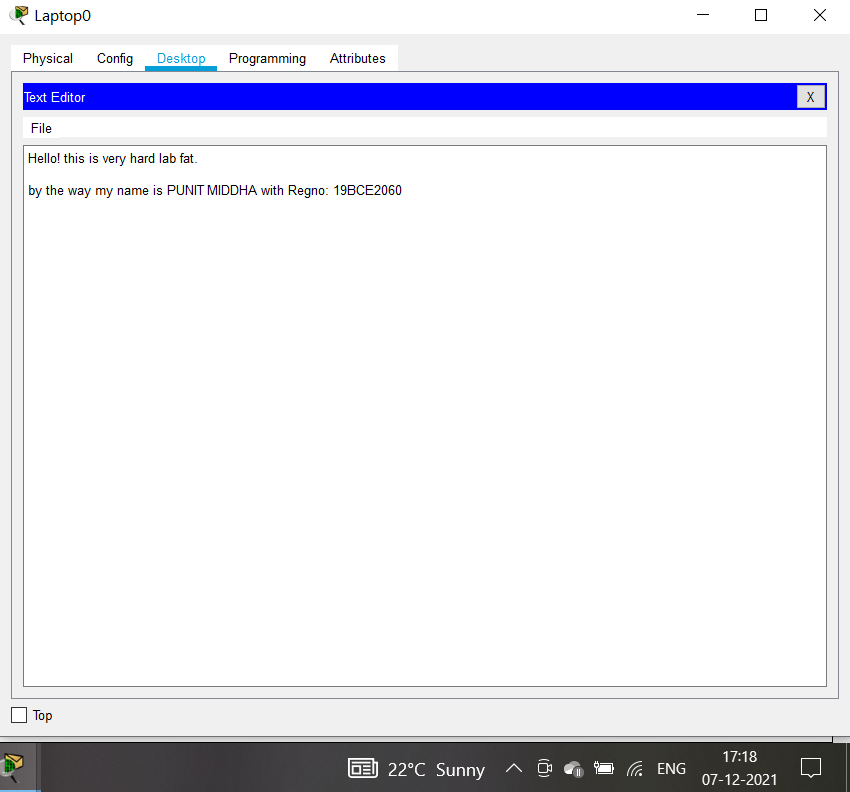 Laptop0
Physical Config Desktop Programming Attributes
Text Editor X
File
Hello! this is very hard lab fat.
by the way my name is PUNIT MIDDHA with Regno: 19BCE2060
Top
22°C Sunny ENG 17:18
07-12-2021